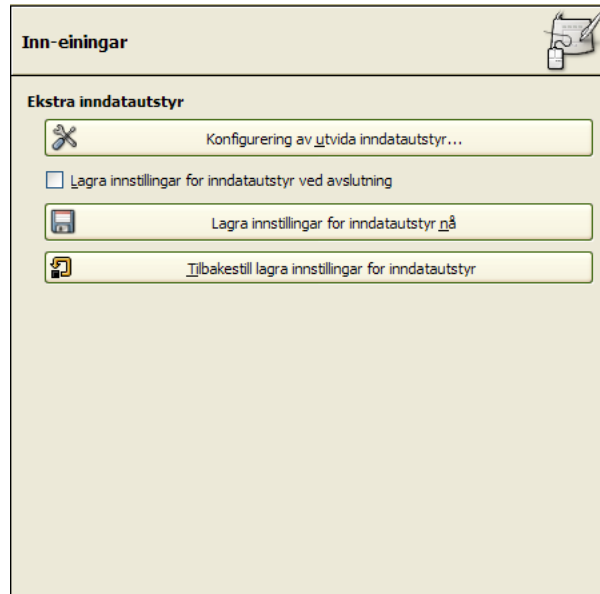 Inn-einingar
Ekstra inndatautstyr
Konfigurering av utvida inndatautstyr...
Lagra innstillingar for inndatautstyr ved avslutning
Lagra innstillingar for inndatautstyr nå
Tilbakestill lagra innstillingar for inndatautstyr